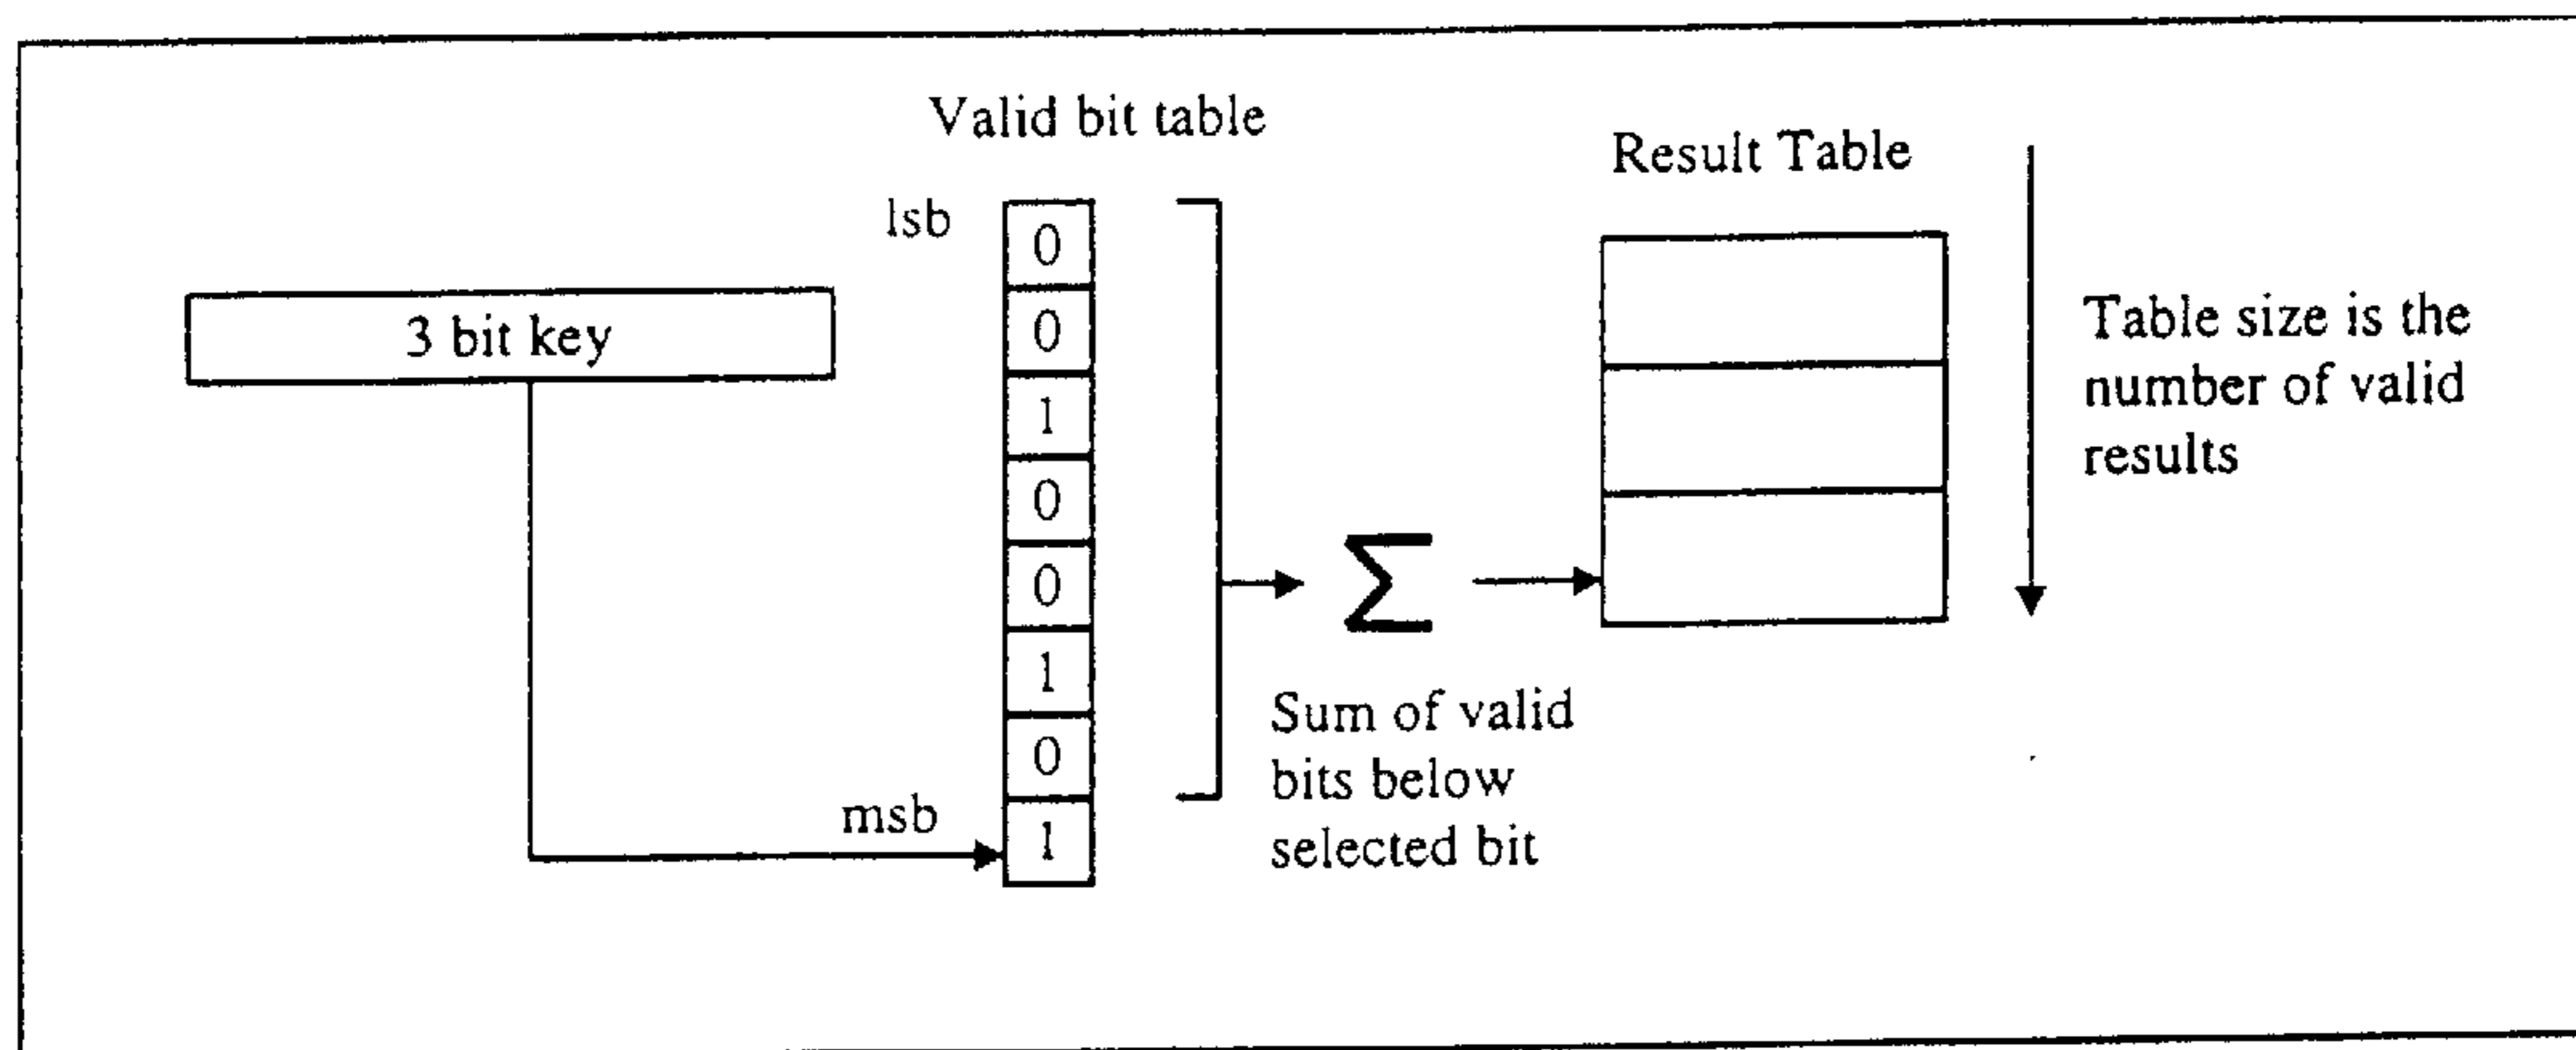 Valid bit table
Result Table
lsb
0
3 bit key
0
Table size is the
number of valid
results
1
0
0
Σ
1
Sum of valid
bits below
selected bit
0
msb
1